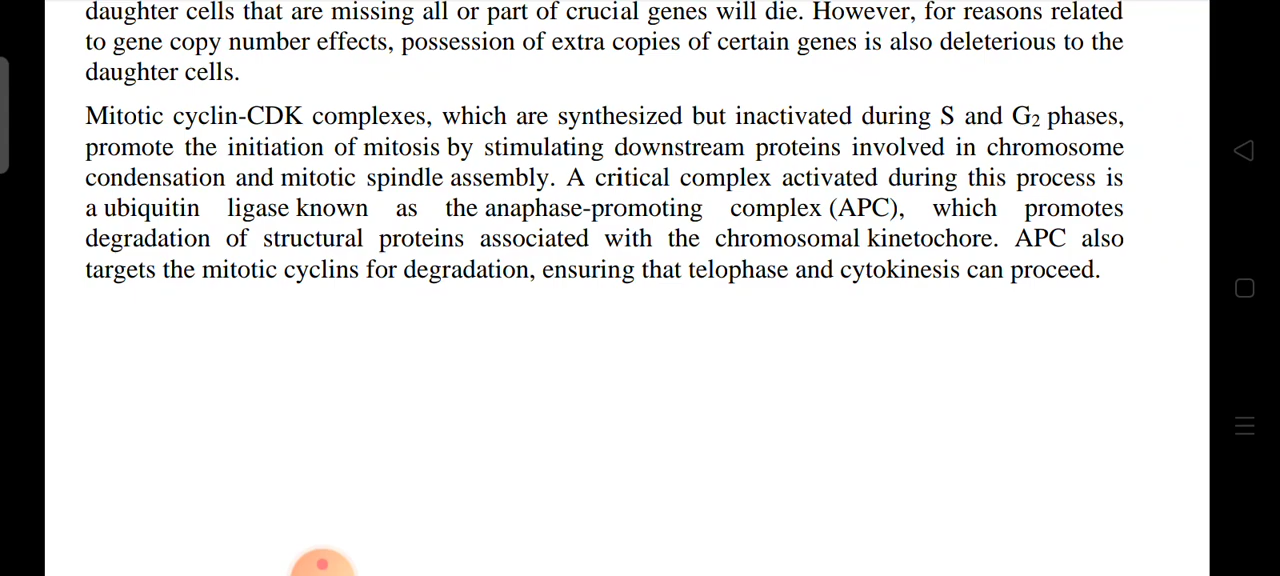 daughter cells that are missing all or part of crucial genes will die. However, for reasons related
to gene copy number effects, possession of extra copies of certain genes is also deleterious to the
daughter cells.
Mitotic cyclin-CDK complexes, which are synthesized but inactivated during S and G2 phases,
promote the initiation of mitosis by stimulating downstream proteins involved in chromosome
condensation and mitotic spindle assembly. A critical complex activated during this process is
a ubiquitin ligase known as the anaphase-promoting complex (APC), which promotes
degradation of structural proteins associated with the chromosomal kinetochore. APC also
targets the mitotic cyclins for degradation, ensuring that telophase and cytokinesis can proceed.